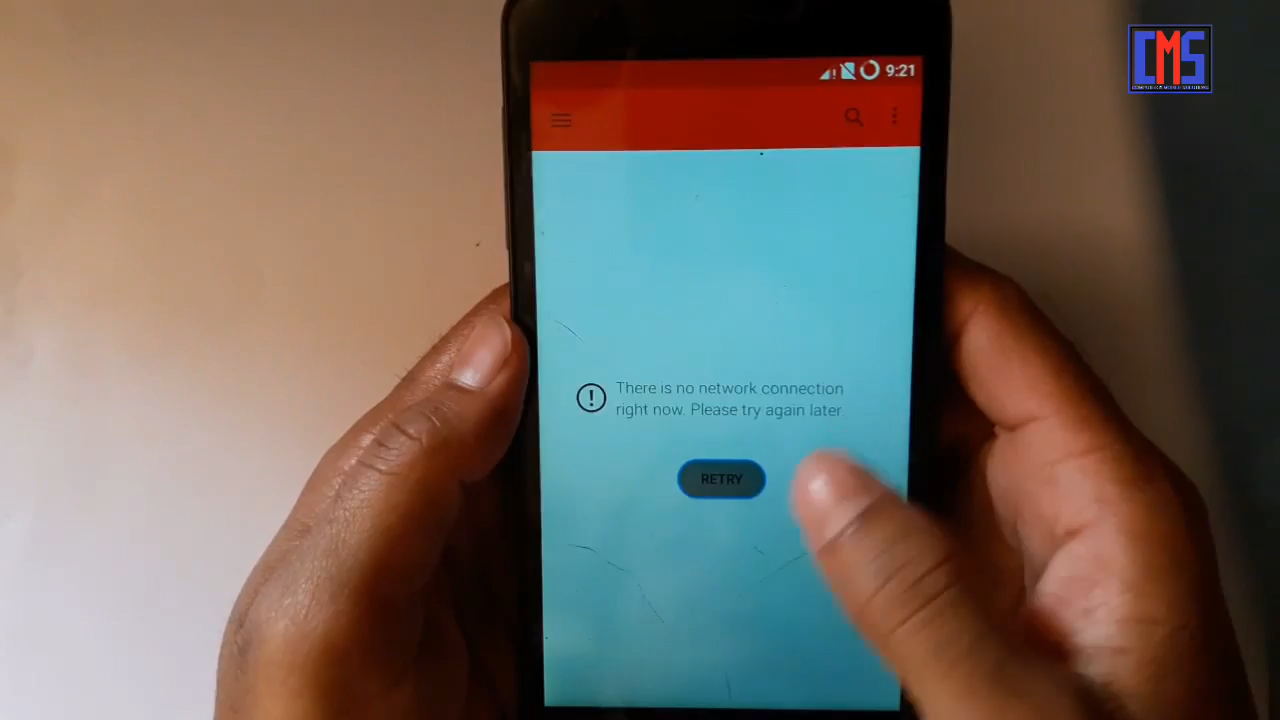 CMS
9:21
There is no network connection
right now. Please try again later.
RETRY